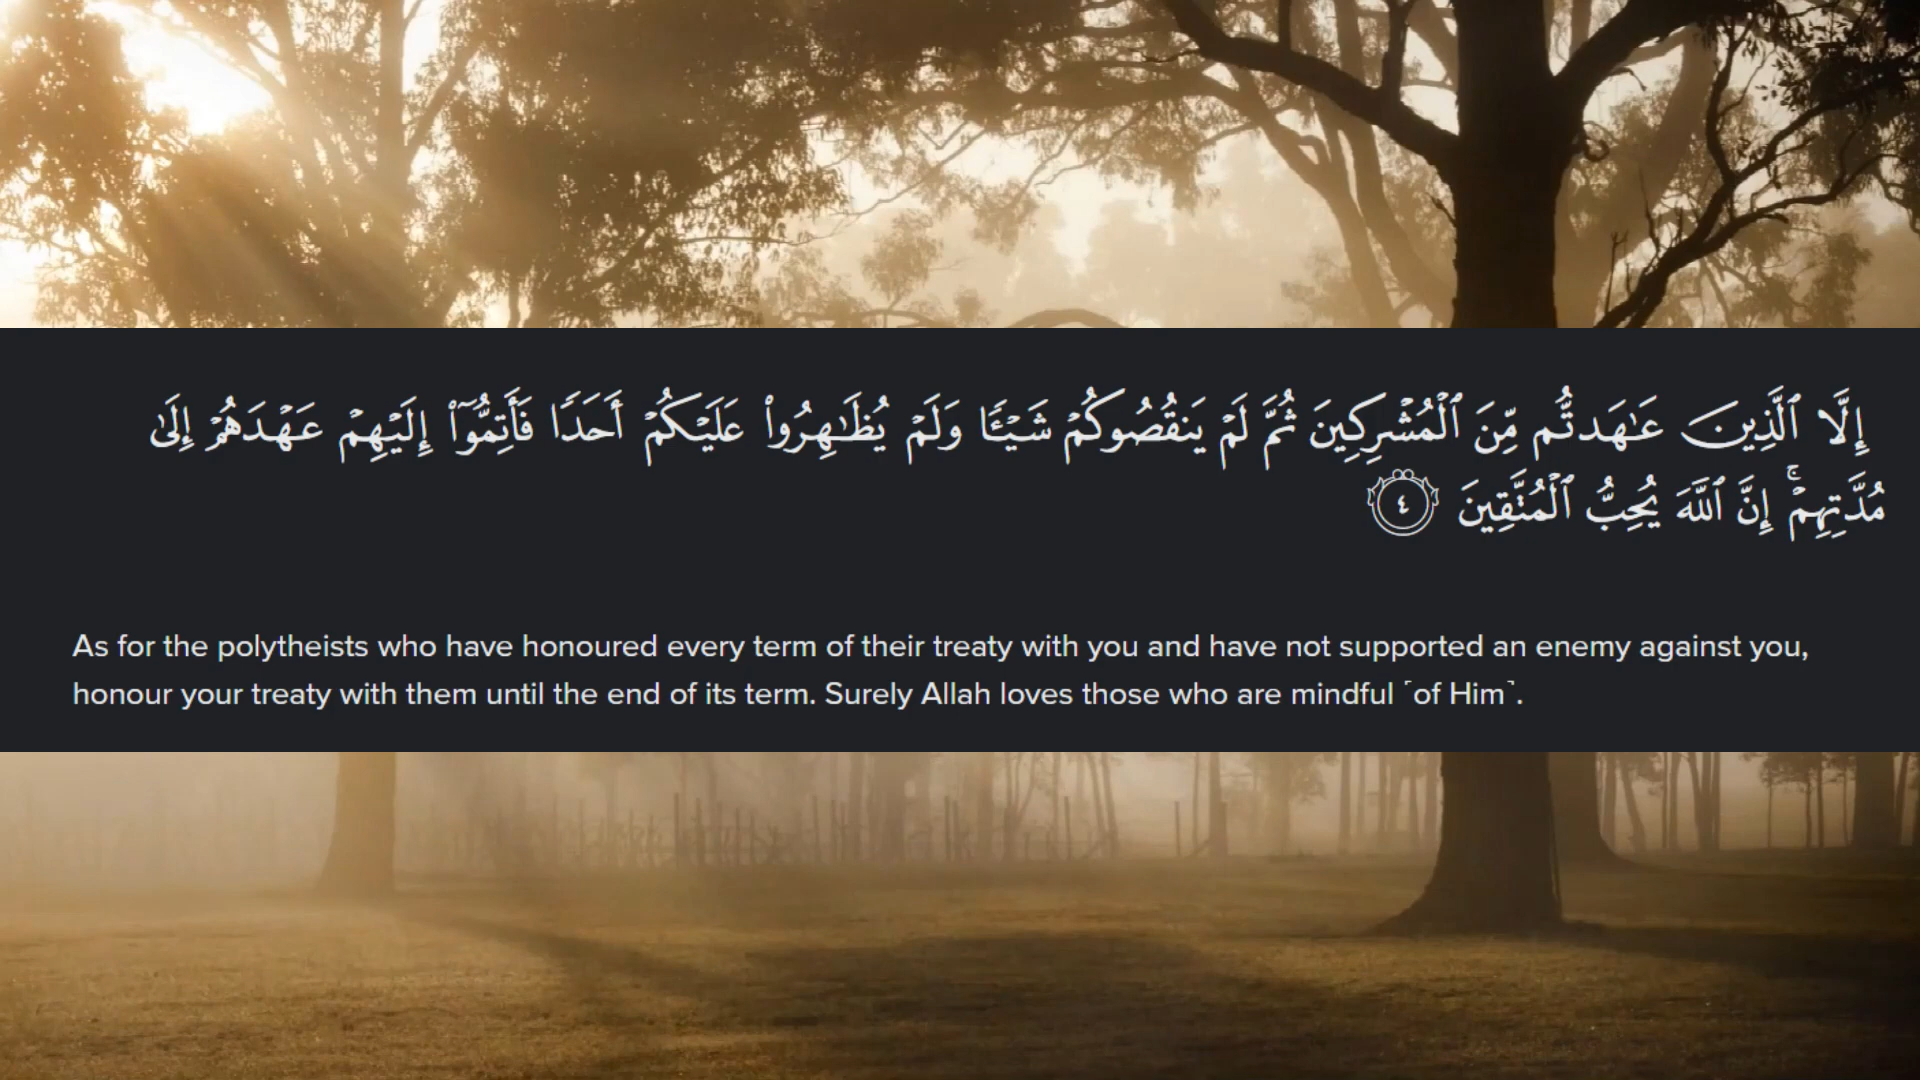 إِلَّا ٱلَّذِينَ عَـٰهَدتُّم مِّنَ ٱلْمُشْرِكِينَ ثُمَّ لَمْ يَنقُصُوكُمْ شَيْـًٔا وَلَمْ يُظَـٰهِرُوا۟ عَلَيْكُمْ أَحَدًا فَأَتِمُّوٓا۟ إِلَيْهِمْ عَهْدَهُمْ إِلَىٰ
مُدَّتِهِمْ ۚ إِنَّ ٱللَّهَ يُحِبُّ ٱلْمُتَّقِينَ ٤
As for the polytheists who have honoured every term of their treaty with you and have not supported an enemy against you,
honour your treaty with them until the end of its term. Surely Allah loves those who are mindful ˹of Him˺.